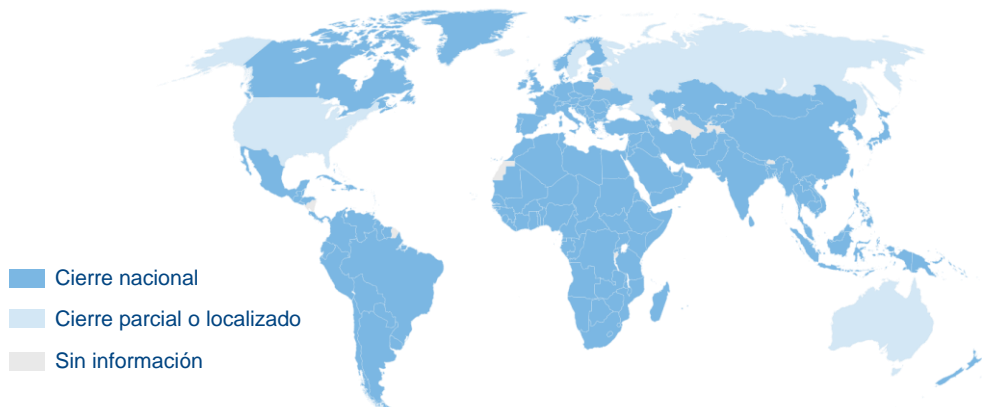 Cierre nacional
Cierre parcial o localizado
Sin información